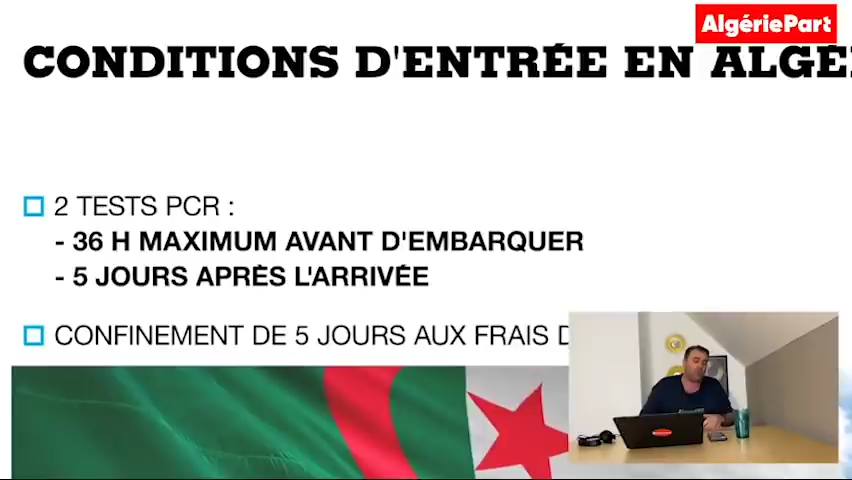 AlgériePart
CONDITIONS D'ENTRÉE EN
2 TESTS PCR :
- 36 H MAXIMUM AVANT D'EMBARQUER
- 5 JOURS APRÈS L'ARRIVÉE
CONFINEMENT DE 5 JOURS AUX FRAIS